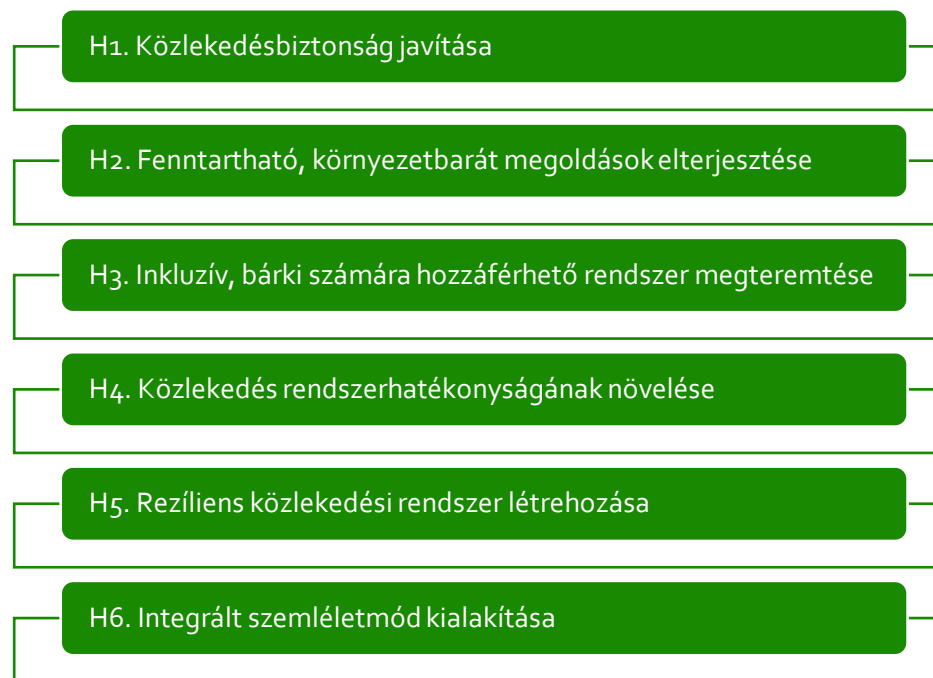 H1. Közlekedésbiztonság javítása
H2. Fenntartható, környezetbarát megoldások elterjesztése
H3. Inkluzív, bárki számára hozzáférhető rendszer megteremtése
H4. Közlekedés rendszerhatékonyságának növelése
H5. Rezíliens közlekedési rendszer létrehozása
H6. Integrált szemléletmód kialakítása